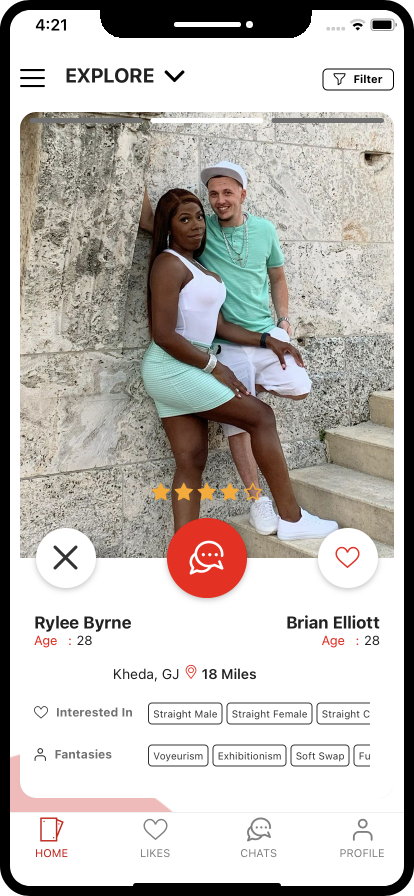 4:21
EXPLORE
Filter
Rylee Byrne Brian Elliott
Age : 28 Age : 28
Kheda, GJ 18 Miles
Interested In Straight Male Straight Female Straight C
Fantasies Voyeurism Exhibitionism Soft Swap Fu
HOME LIKES CHATS PROFILE